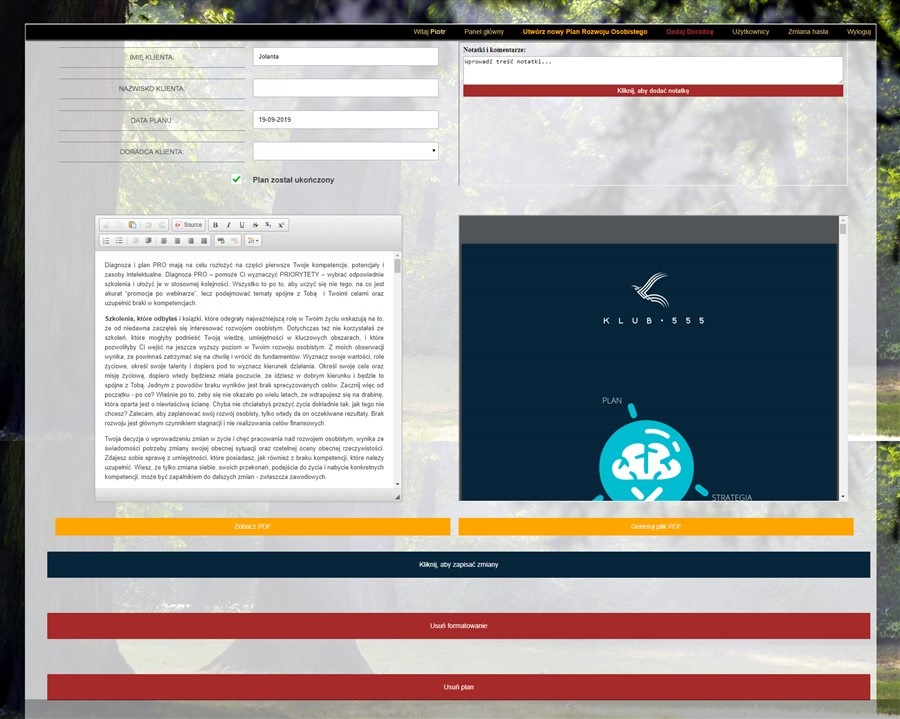 Witaj Piotr Panel główny Utwórz nowy Plan Rozwoju Osobistego Dodaj Doradcę Użytkownicy Zmiana hasła Wyloguj
IMIĘ KLIENTA:
Jolanta
NAZWISKO KLIENTA:
DATA PLANU:
19-09-2019
DORADCA KLIENTA:
Plan został ukończony
Notatki i komentarze:
Wprowadź treść notatki...
Kliknij, aby dodać notatkę
Source
B I U S x x²
Diagnoza i plan PRO mają na celu rozłożyć na części pierwsze Twoje kompetencje, potencjały i
zasoby intelektualne. Diagnoza PRO – pomoże Ci wyznaczyć PRIORYTETY – wybrać odpowiednie
szkolenia i ułożyć je w stosownej kolejności. Wszystko to po to, aby uczyć się nie tego, na co jest
akurat "promocja po webinarze", lecz podejmować tematy spójne z Tobą i Twoimi celami oraz
uzupełnić braki w kompetencjach.
Szkolenia, które odbyłaś i książki, które odegrały najważniejszą rolę w Twoim życiu wskazują na to,
że od niedawna zaczęłaś się interesować rozwojem osobistym. Dotychczas też nie korzystałaś ze
szkoleń, które mogłyby podnieść Twoją wiedzę, umiejętności w kluczowych obszarach, i które
pozwoliłyby Ci wejść na jeszcze wyższy poziom w Twoim rozwoju osobistym. Z moich obserwacji
wynika, że powinnaś zatrzymać się na chwilę i wrócić do fundamentów. Wyznacz swoje wartości, role
życiowe, określ swoje talenty i dopiero pod to wyznacz kierunek działania. Określ swoje cele oraz
misję życiową, dopiero wtedy będziesz miała poczucie, że idziesz w dobrym kierunku i będzie to
spójne z Tobą. Jednym z powodów braku wyników jest brak sprecyzowanych celów. Zacznij więc od
początku - po co? Właśnie po to, żeby się nie okazało po wielu latach, że wdrapujesz się na drabinę,
która oparta jest o niewłaściwą ścianę. Chyba nie chciałabyś przeżyć życia dokładnie tak, jak tego nie
chcesz? Zalecam, aby zaplanować swój rozwój osobisty, tylko wtedy da on oczekiwane rezultaty. Brak
rozwoju jest głównym czynnikiem stagnacji i nie realizowania celów finansowych.
Twoja decyzja o wprowadzeniu zmian w życie i chęć pracowania nad rozwojem osobistym, wynika ze
świadomości potrzeby zmiany swojej obecnej sytuacji oraz rzetelnej oceny obecnej rzeczywistości.
Zdajesz sobie sprawę z umiejętności, które posiadasz, jak również z braku kompetencji, które należy
uzupełnić. Wiesz, że tylko zmiana siebie, swoich przekonań, podejścia do życia i nabycie konkretnych
kompetencji, może być zapalnikiem do dalszych zmian - zwłaszcza zawodowych.
KLUB·555
PLAN
STRATEGIA
Zobacz PDF
Generuj plik PDF
Kliknij, aby zapisać zmiany
Usuń formatowanie
Usuń plan